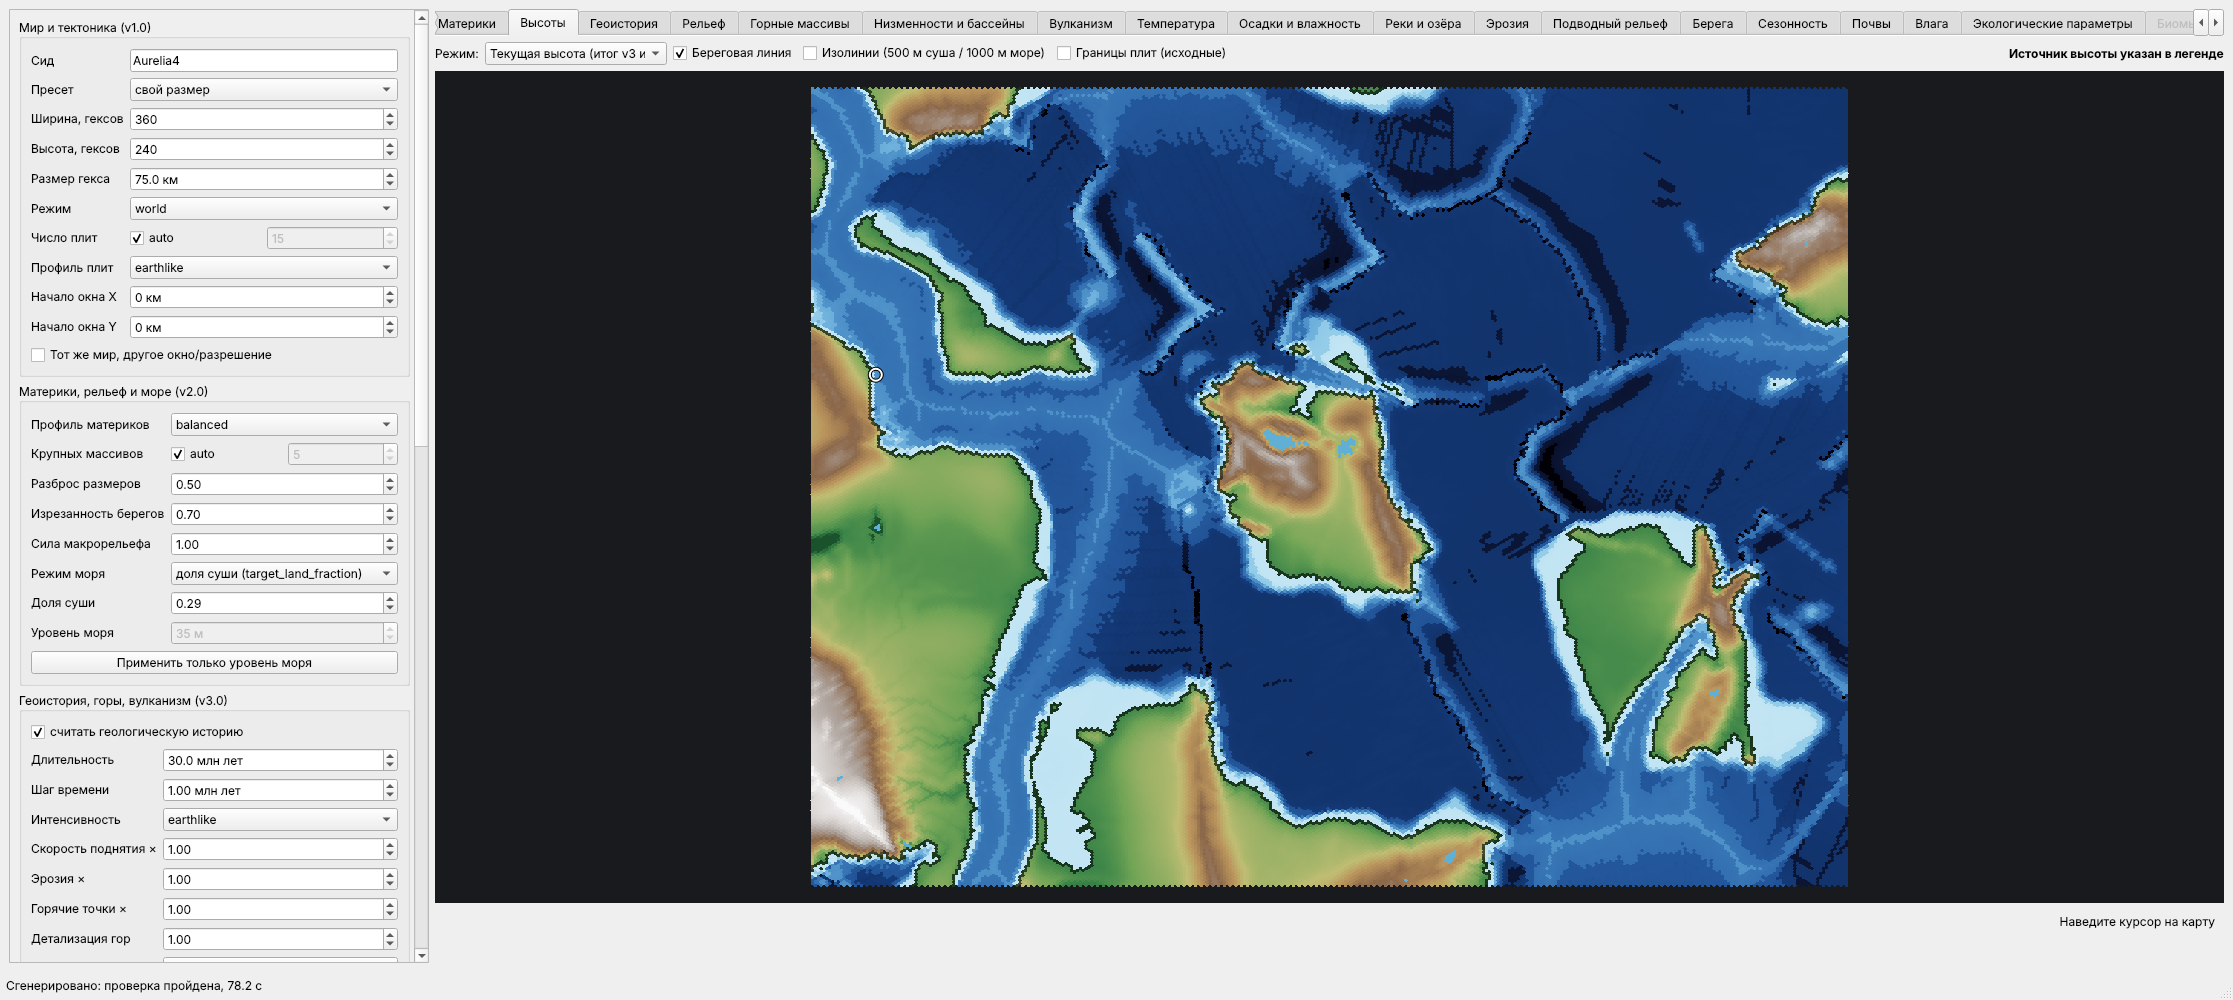 Материки Высоты Геоистория Рельеф Горные массивы Низменности и бассейны Вулканизм Температура Осадки и влажность Реки и озёра Эрозия Подводный рельеф Берега Сезонность Почвы Влага Экологические параметры
Режим: Текущая высота (итог v3 и Береговая линия Изолинии (500 м суша / 1000 м море) Границы плит (исходные) Источник высоты указан в легенде
Мир и тектоника (v1.0)
Сид Aurelia4
Пресет свой размер
Ширина, гексов 360
Высота, гексов 240
Размер гекса 75.0 км
Режим world
Число плит auto 15
Профиль плит earthlike
Начало окна X 0 км
Начало окна Y 0 км
Тот же мир, другое окно/разрешение
Материки, рельеф и море (v2.0)
Профиль материков balanced
Крупных массивов auto 5
Разброс размеров 0.50
Изрезанность берегов 0.70
Сила макрорельефа 1.00
Режим моря доля суши (target_land_fraction)
Доля суши 0.29
Уровень моря 35 м
Применить только уровень моря
Геоистория, горы, вулканизм (v3.0)
считать геологическую историю
Длительность 30.0 млн лет
Шаг времени 1.00 млн лет
Интенсивность earthlike
Скорость поднятия × 1.00
Эрозия × 1.00
Горячие точки × 1.00
Детализация гор 1.00
Наведите курсор на карту
Сгенерировано: проверка пройдена, 78.2 с